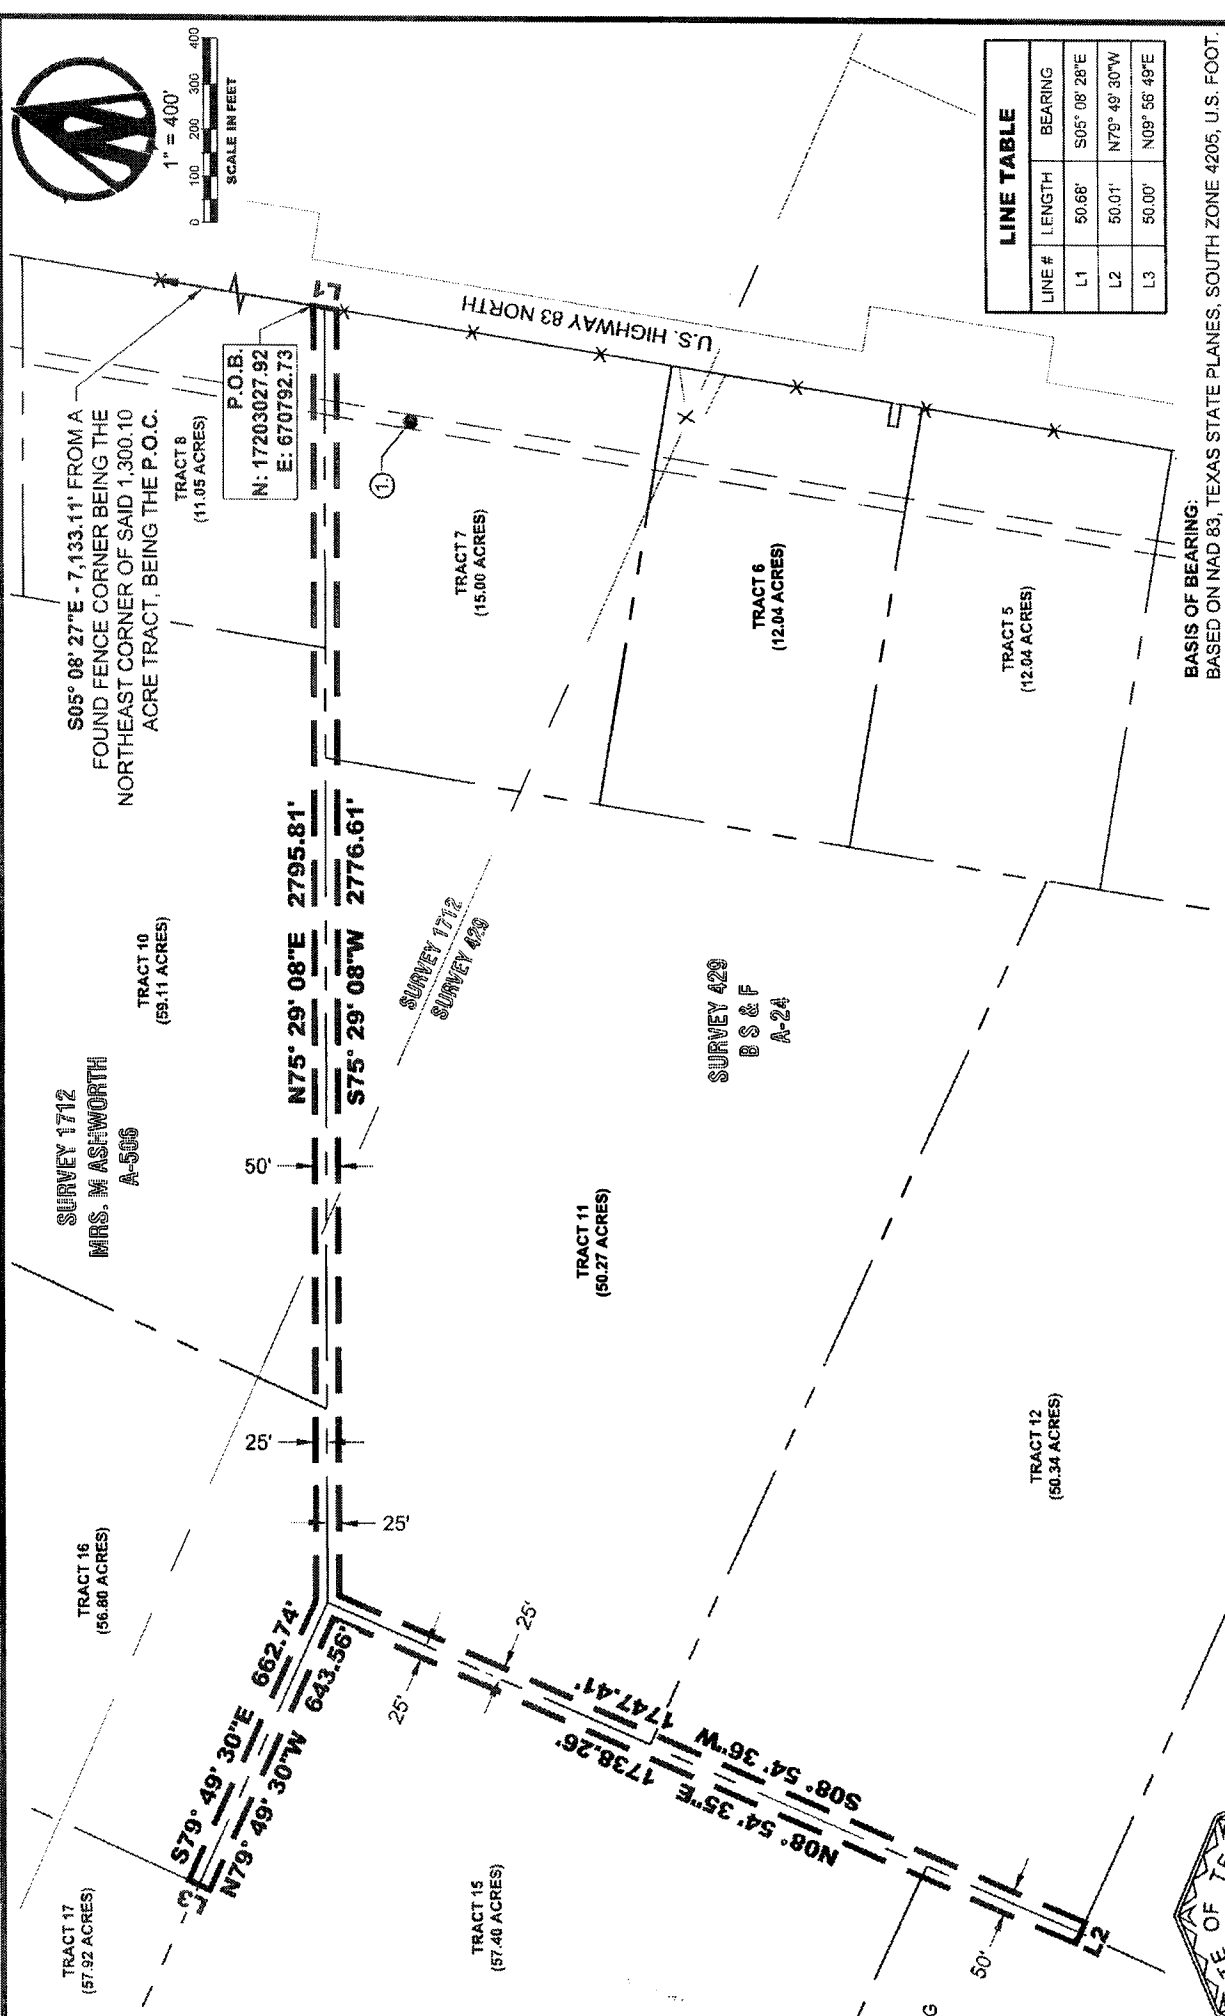 1" = 400'
0 100 200 300 400
SCALE IN FEET
S05° 08' 27"E - 7,133.11' FROM A
FOUND FENCE CORNER BEING THE
NORTHEAST CORNER OF SAID 1,300.10
ACRE TRACT, BEING THE P.O.C.
TRACT 8
(11.05 ACRES)
P.O.B.
N: 17203027.92
E: 670792.73
L1
U.S. HIGHWAY 83 NORTH
LINE TABLE
LINE # LENGTH BEARING
L1 50.68' S05° 08' 28"E
L2 50.01' N79° 49' 30"W
L3 50.00' N09° 56' 49"E
BASIS OF BEARING:
BASED ON NAD 83, TEXAS STATE PLANES, SOUTH ZONE 4205, U.S. FOOT.
1.
TRACT 7
(15.00 ACRES)
TRACT 6
(12.04 ACRES)
TRACT 5
(12.04 ACRES)
TRACT 10
(59.11 ACRES)
N75° 29' 08"E 2795.81'
S75° 29' 08"W 2776.61'
SURVEY 1712
SURVEY 429
SURVEY 1712
MRS. M ASHWORTH
A-506
SURVEY 429
B S & F
A-24
50'
TRACT 11
(50.27 ACRES)
25'
25'
TRACT 12
(50.34 ACRES)
TRACT 16
(56.80 ACRES)
S79° 49' 30"E 662.74'
N79° 49' 30"W 643.56'
L3
25'
25'
S08° 54' 36"W 1747.41'
N08° 54' 35"E 1738.26'
TRACT 17
(57.92 ACRES)
TRACT 15
(57.40 ACRES)
50'
L2
G
OF